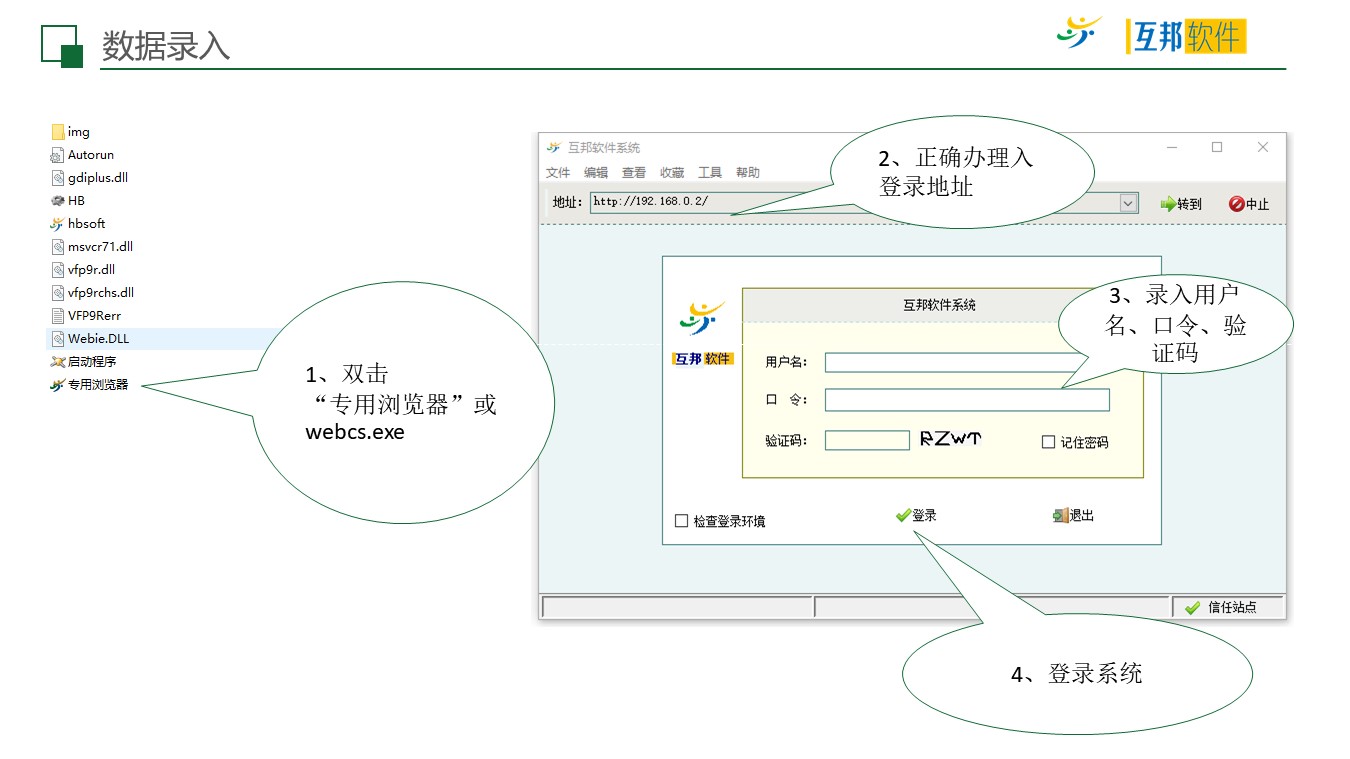 数据录入
互邦软件
img
Autorun
gdiplus.dll
HB
hbsoft
msvcr71.dll
vfp9r.dll
vfp9rchs.dll
VFP9Rerr
Webie.DLL
启动程序
专用浏览器
1、双击
“专用浏览器”或
webcs.exe
互邦软件系统
文件 编辑 查看 收藏 工具 帮助
地址: http://192.168.0.2/
转到 中止
2、正确办理入
登录地址
互邦软件系统
互邦软件
用户名:
口 令:
验证码: RZWT 记住密码
3、录入用户
名、口令、验
证码
检查登录环境 登录 退出
信任站点
4、登录系统